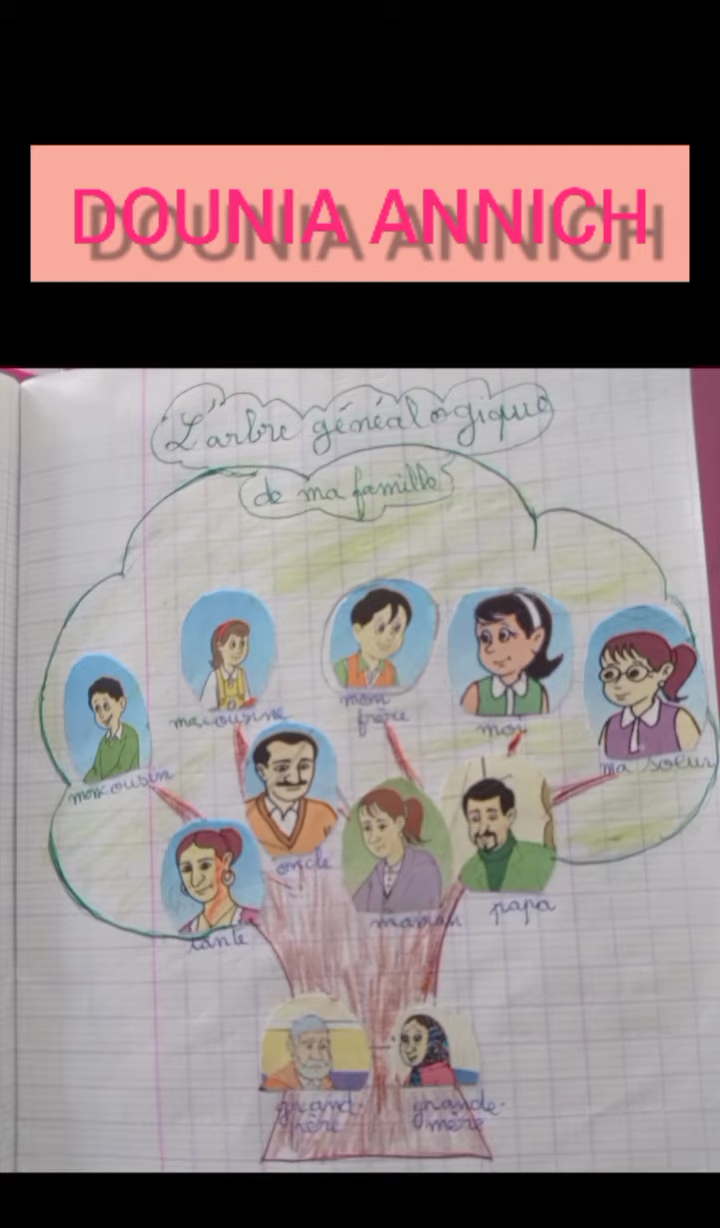 DOUNIA ANNICH
L'arbre généalogique
de ma famille
mon cousin
ma cousine
mon
frère
moi
ma soeur
tante
oncle
maman
papa
grand-
père
grande-
mère